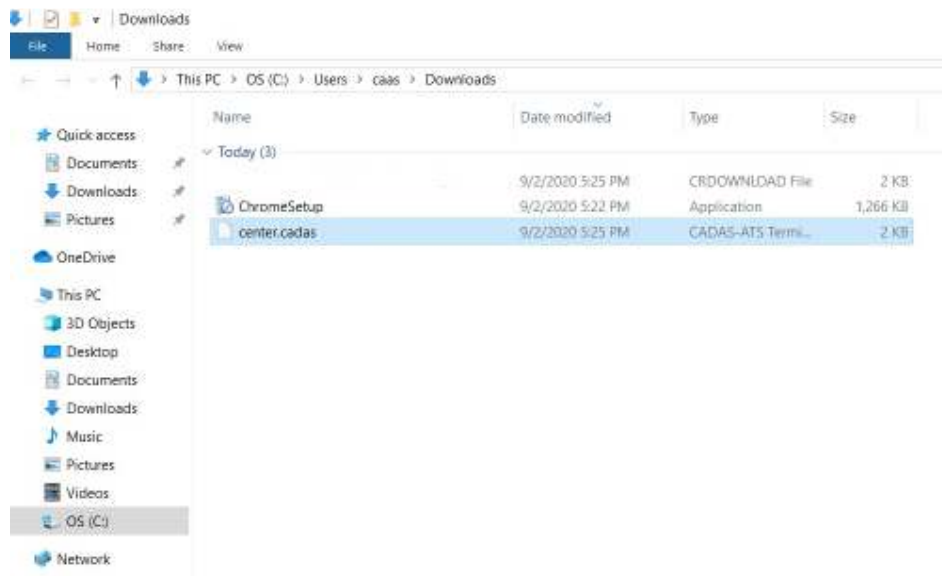 Downloads
File Home Share View
This PC > OS (C:) > Users > caas > Downloads
Name Date modified Type Size
Quick access
Today (3)
Documents
9/2/2020 5:25 PM CRDOWNLOAD File 2 KB
Downloads
ChromeSetup 9/2/2020 5:22 PM Application 1,266 KB
Pictures
center.cadas 9/2/2020 5:25 PM CADAS-ATS Termi... 2 KB
OneDrive
This PC
3D Objects
Desktop
Documents
Downloads
Music
Pictures
Videos
OS (C:)
Network